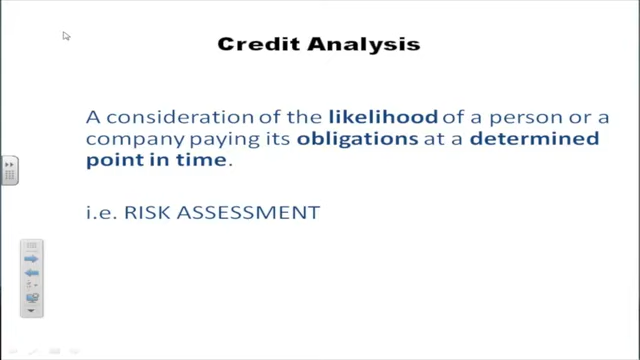 Credit Analysis
A consideration of the likelihood of a person or a
company paying its obligations at a determined
point in time.
i.e. RISK ASSESSMENT